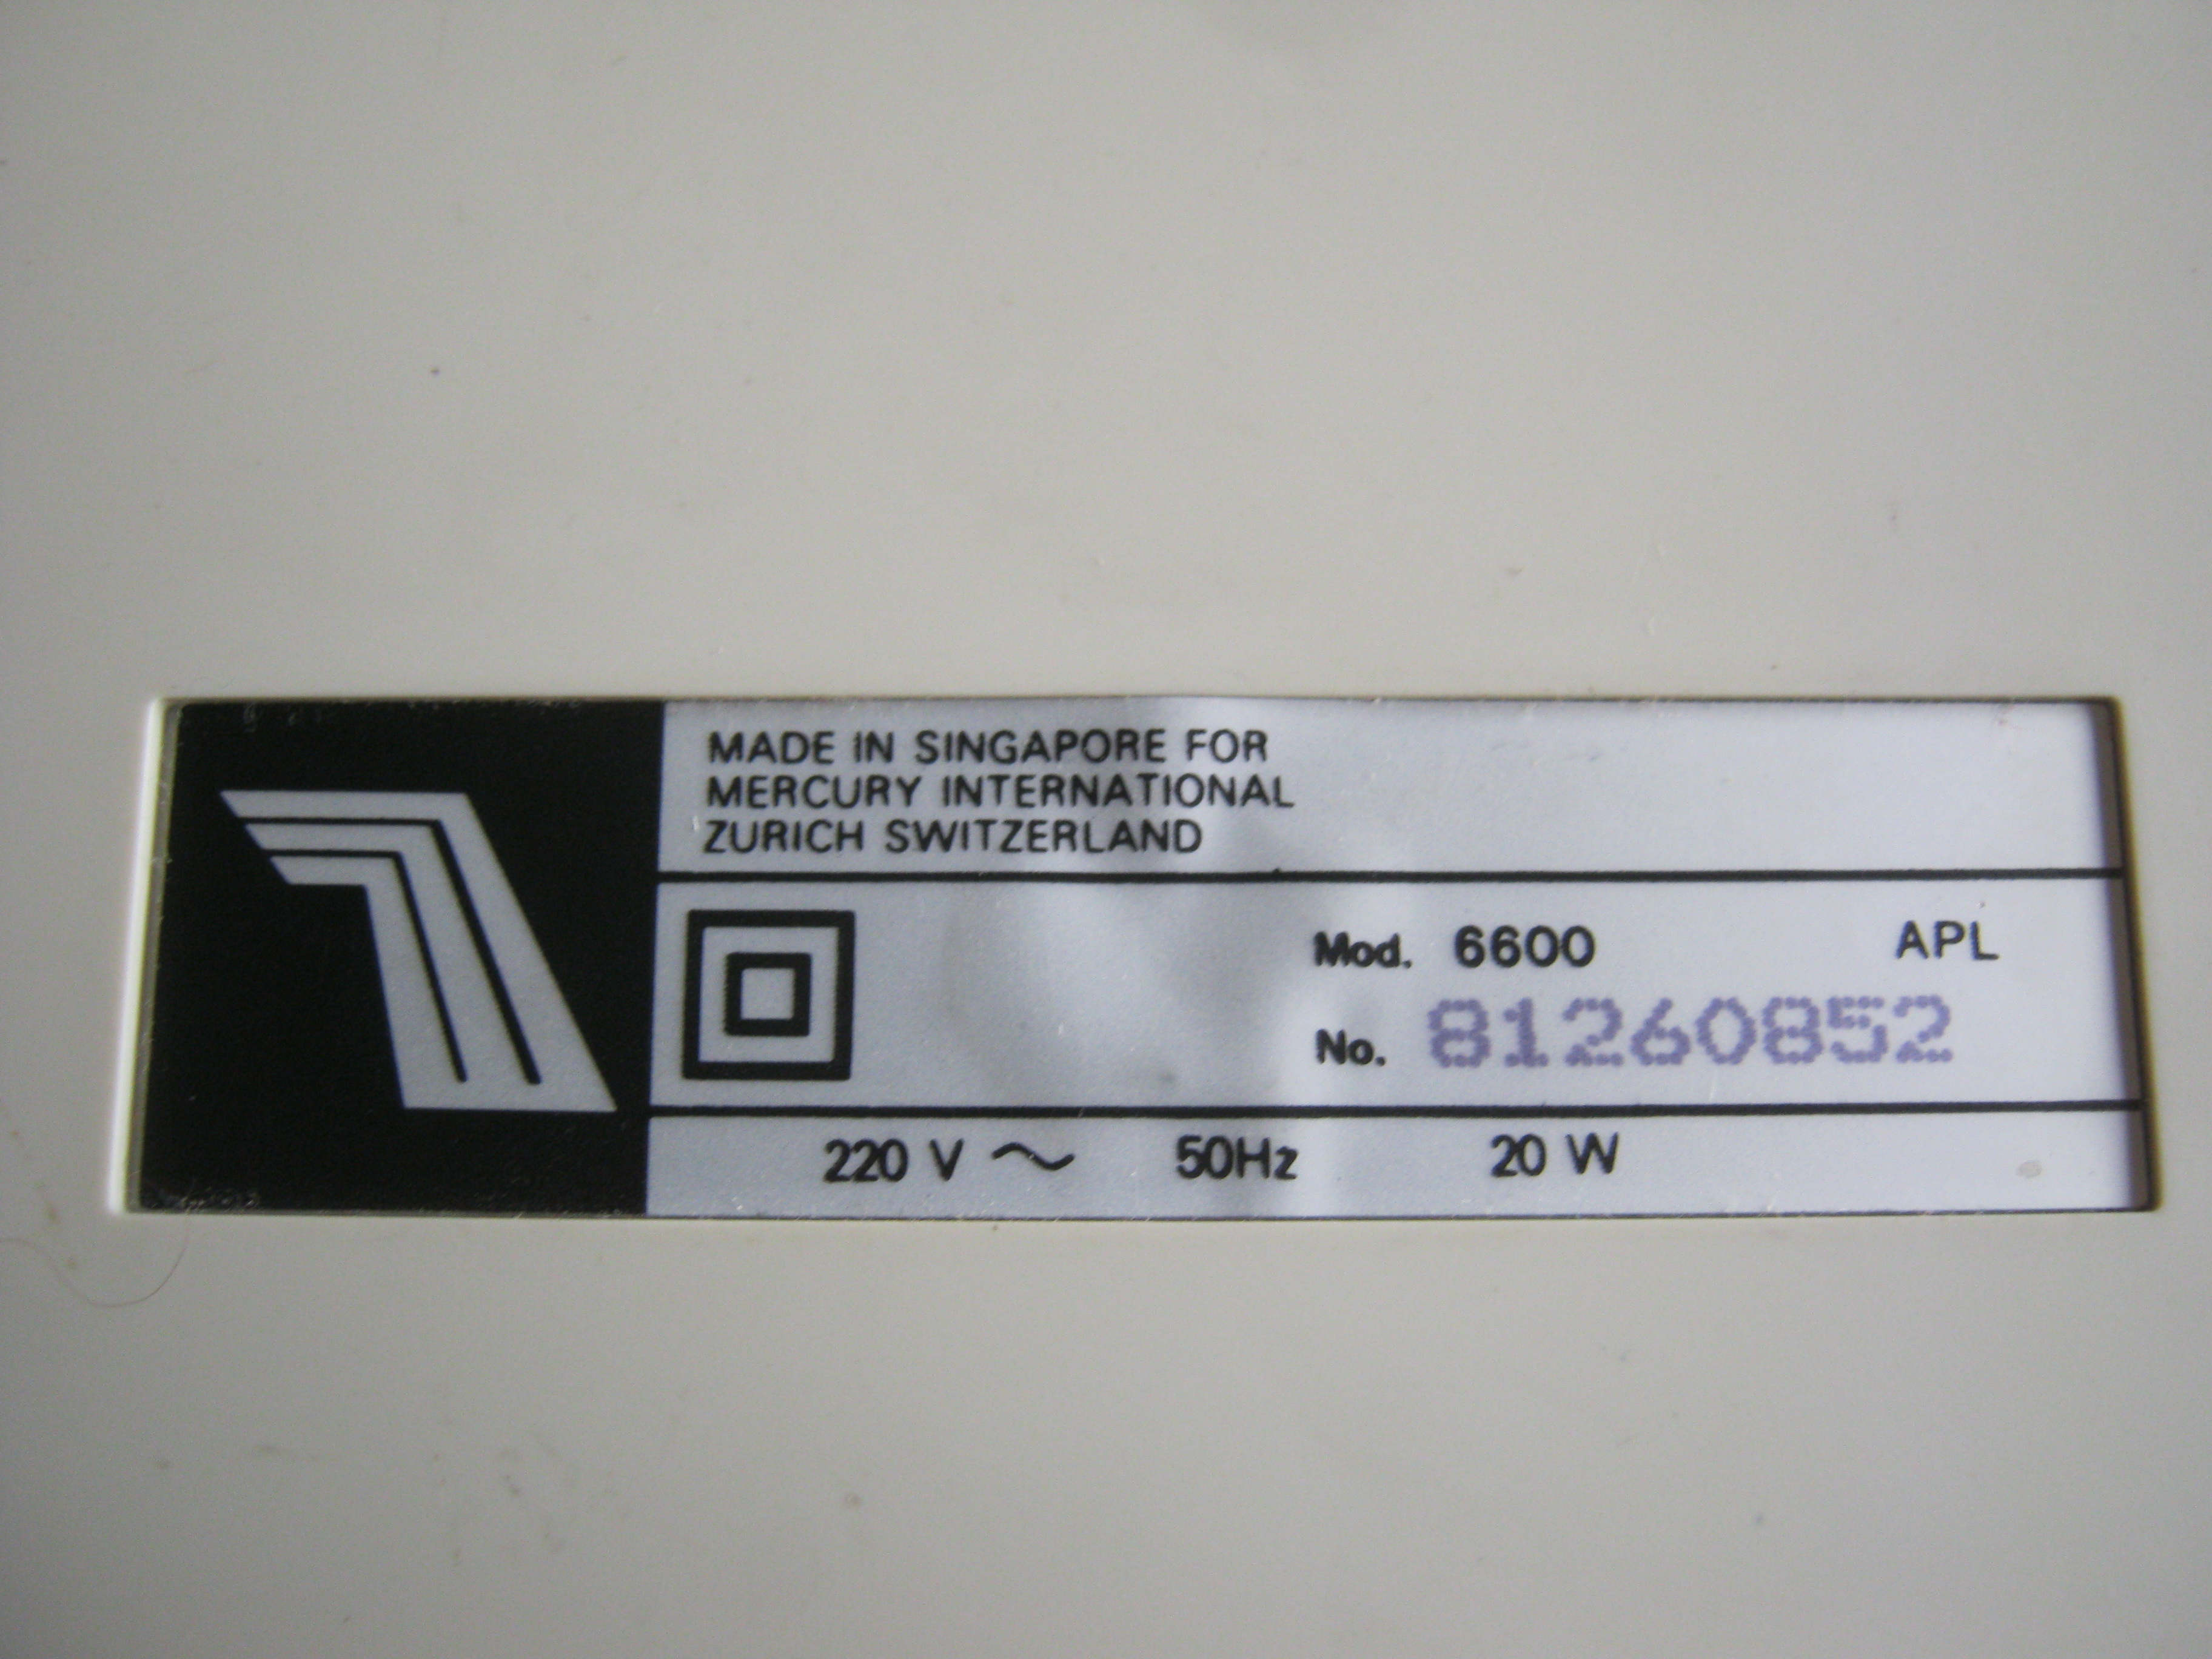 MADE IN SINGAPORE FOR
MERCURY INTERNATIONAL
ZURICH SWITZERLAND
Mod. 6600 APL
No. 81260852
220 V ~ 50Hz 20 W